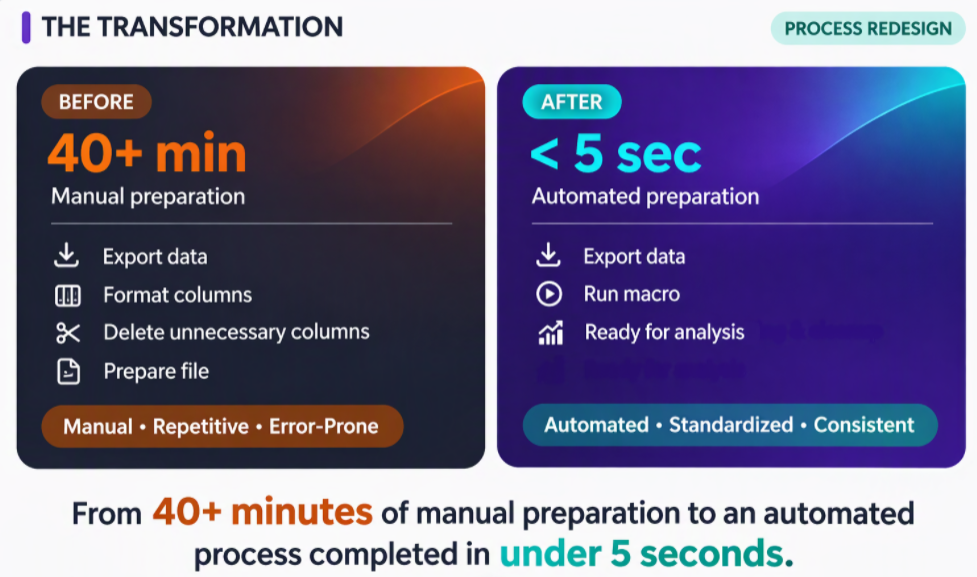 THE TRANSFORMATION
PROCESS REDESIGN
BEFORE
40+ min
Manual preparation
Export data
Format columns
Delete unnecessary columns
Prepare file
Manual • Repetitive • Error-Prone
AFTER
< 5 sec
Automated preparation
Export data
Run macro
Ready for analysis
Automated • Standardized • Consistent
From 40+ minutes of manual preparation to an automated
process completed in under 5 seconds.